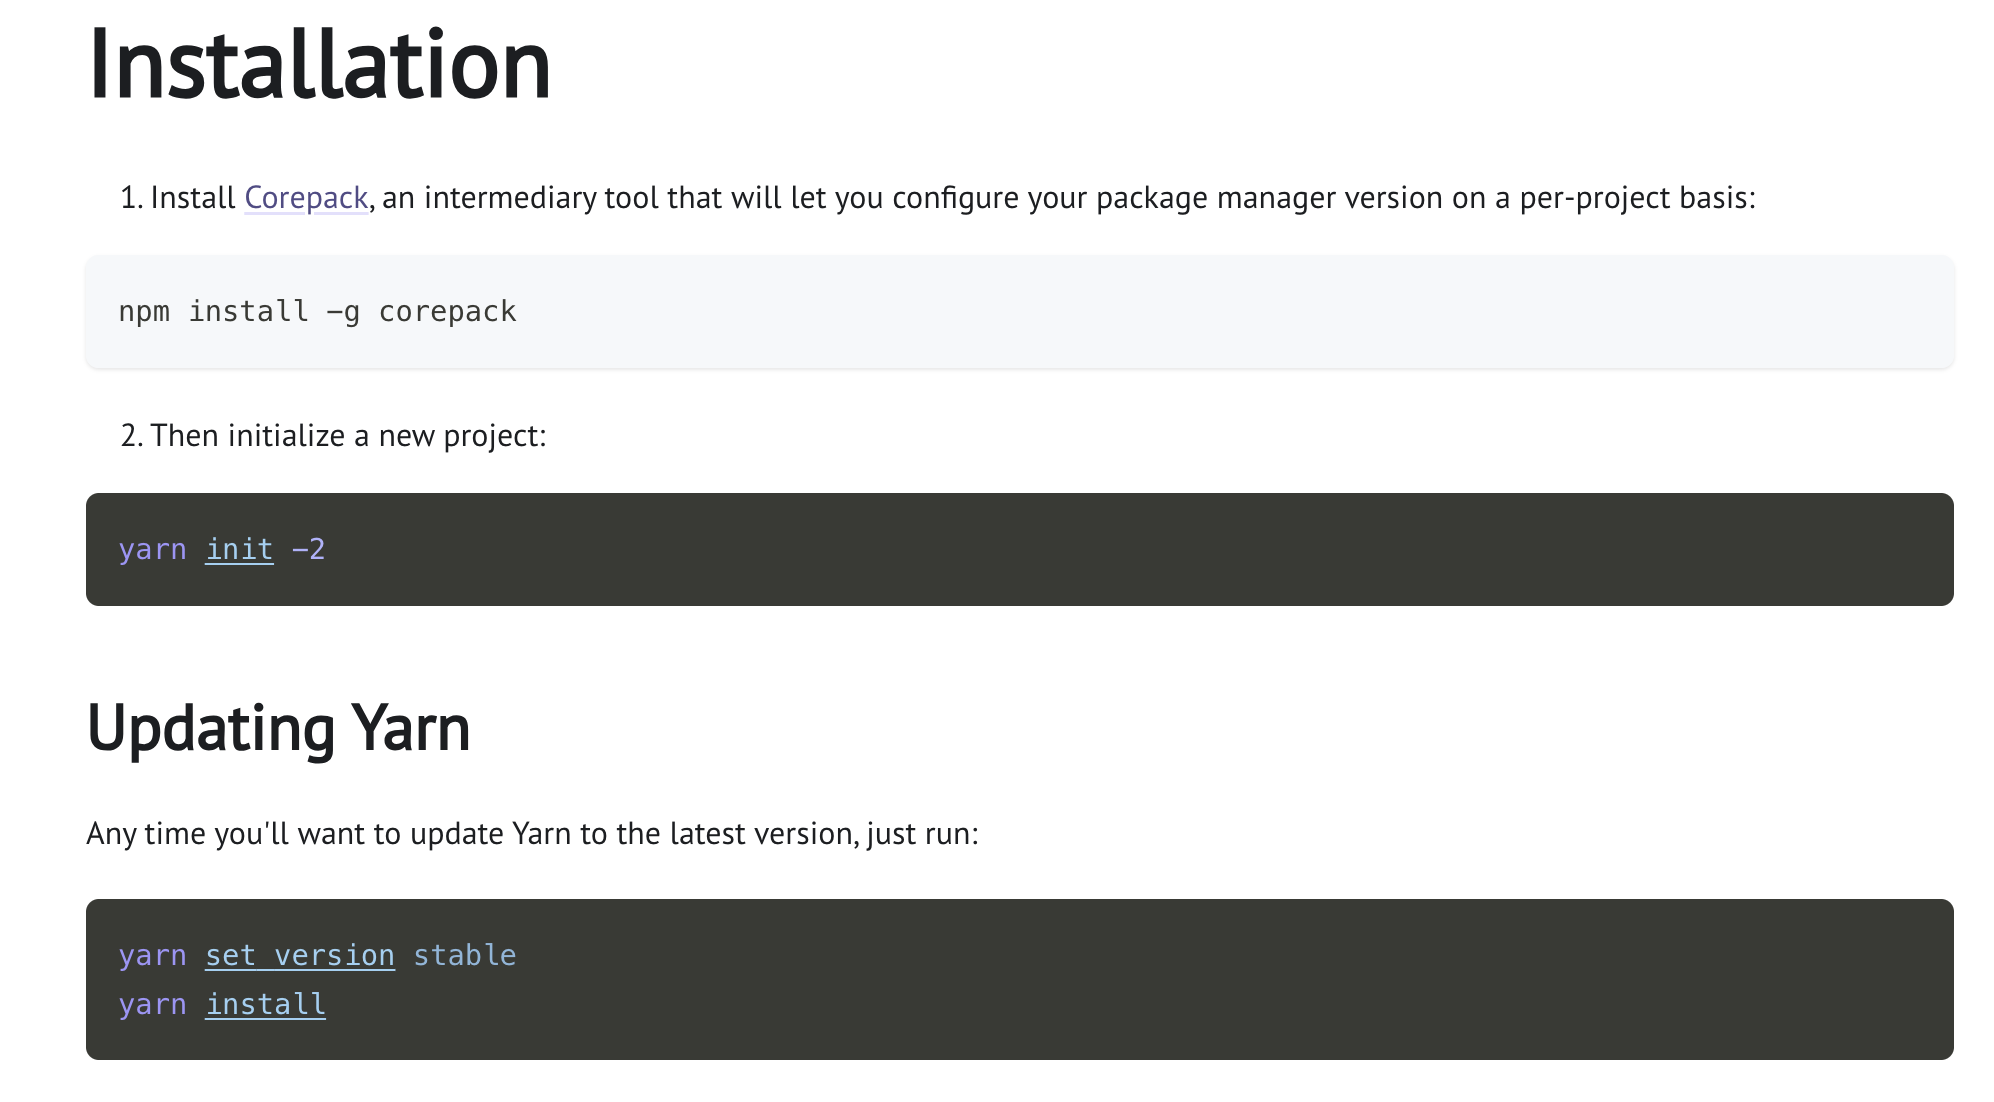 Installation
1. Install Corepack, an intermediary tool that will let you configure your package manager version on a per-project basis:
npm install -g corepack
2. Then initialize a new project:
yarn init -2
Updating Yarn
Any time you'll want to update Yarn to the latest version, just run:
yarn set version stable
yarn install